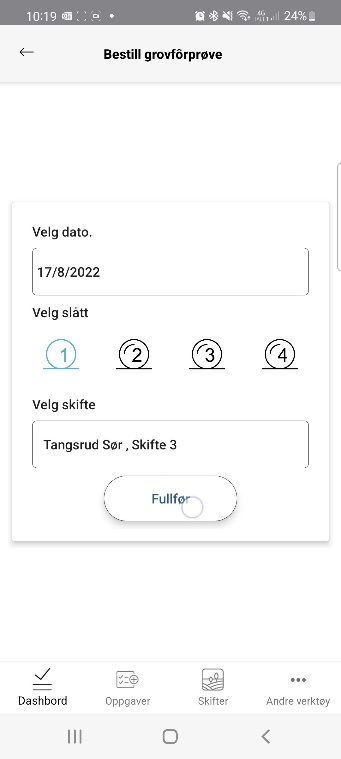 10:19
24%
Bestill grovfôrprøve
Velg dato.
17/8/2022
Velg slått
1 2 3 4
Velg skifte
Tangsrud Sør , Skifte 3
Fullfør
Dashbord Oppgaver Skifter Andre verktøy